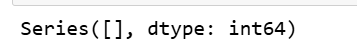 Series([], dtype: int64)